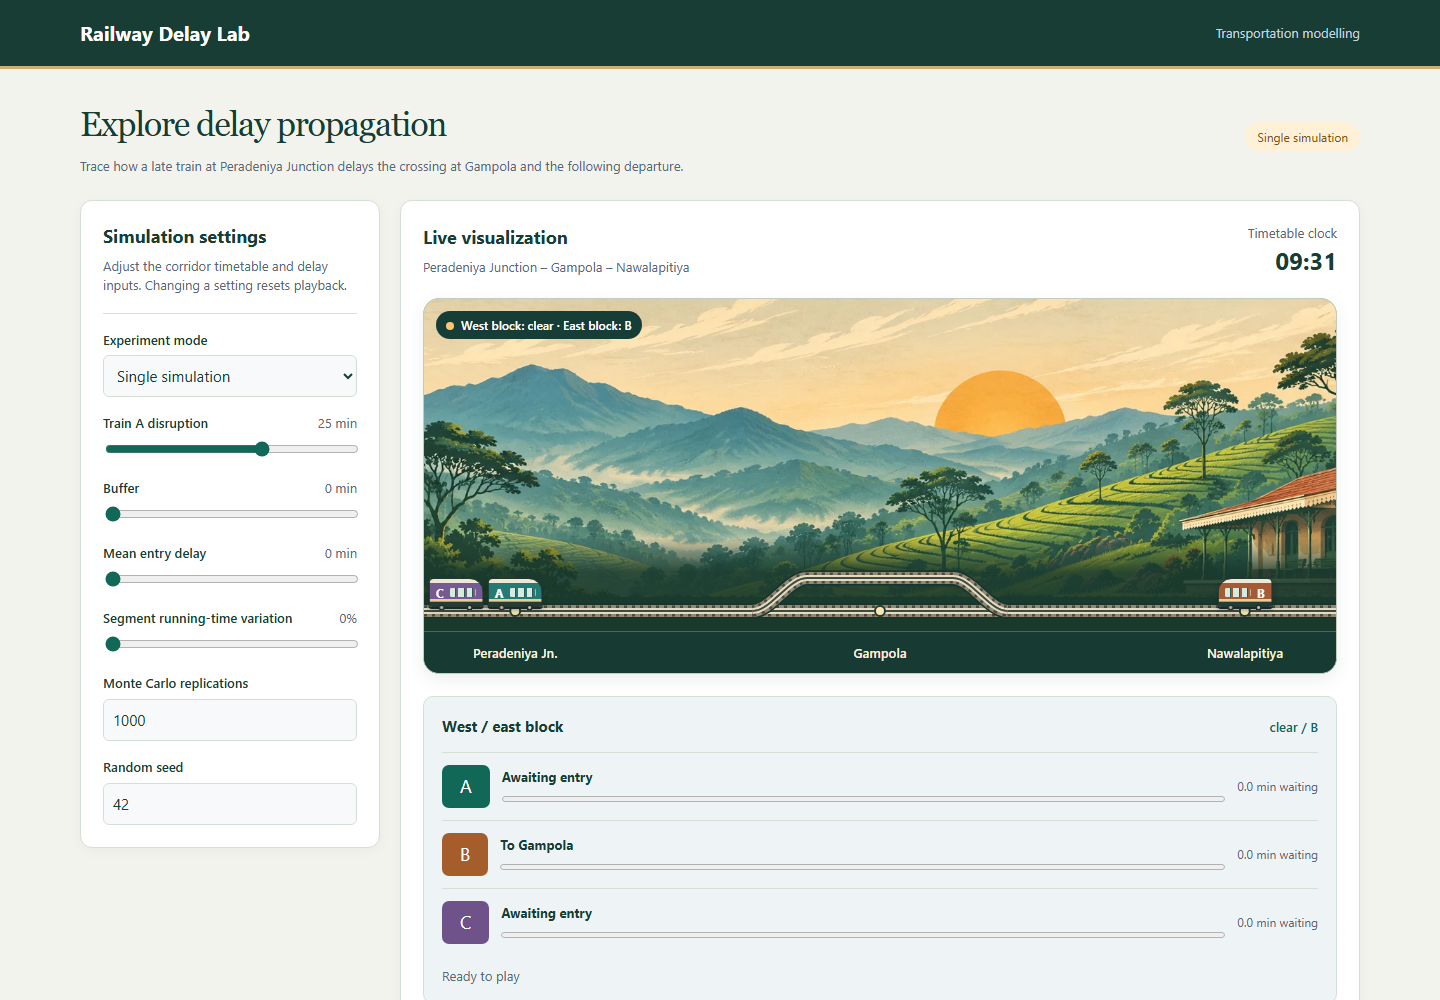 Railway Delay Lab
Transportation modelling
Explore delay propagation
Single simulation
Trace how a late train at Peradeniya Junction delays the crossing at Gampola and the following departure.
Simulation settings
Adjust the corridor timetable and delay
inputs. Changing a setting resets playback.
Experiment mode
Single simulation
Train A disruption 25 min
Buffer 0 min
Mean entry delay 0 min
Segment running-time variation 0%
Monte Carlo replications
1000
Random seed
42
Live visualization
Peradeniya Junction – Gampola – Nawalapitiya
Timetable clock
09:31
West block: clear · East block: B
C A B
Peradeniya Jn. Gampola Nawalapitiya
West / east block clear / B
A Awaiting entry 0.0 min waiting
B To Gampola 0.0 min waiting
C Awaiting entry 0.0 min waiting
Ready to play